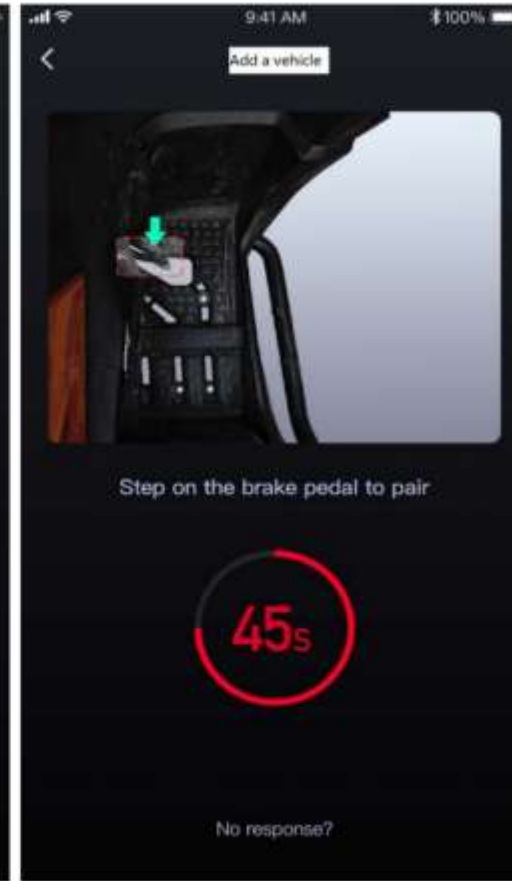 9:41 AM
100%
Add a vehicle
Step on the brake pedal to pair
45s
No response?